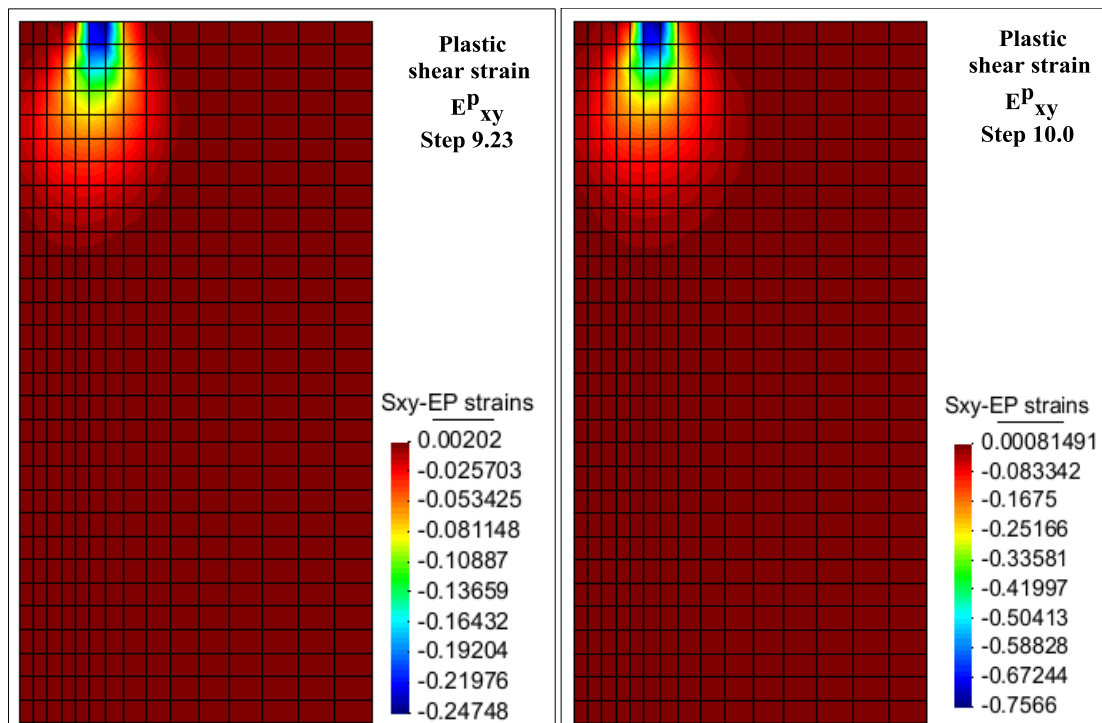 Plastic
shear strain
E^p_xy
Step 9.23
Sxy-EP strains
0.00202
-0.025703
-0.053425
-0.081148
-0.10887
-0.13659
-0.16432
-0.19204
-0.21976
-0.24748
Plastic
shear strain
E^p_xy
Step 10.0
Sxy-EP strains
0.00081491
-0.083342
-0.1675
-0.25166
-0.33581
-0.41997
-0.50413
-0.58828
-0.67244
-0.7566